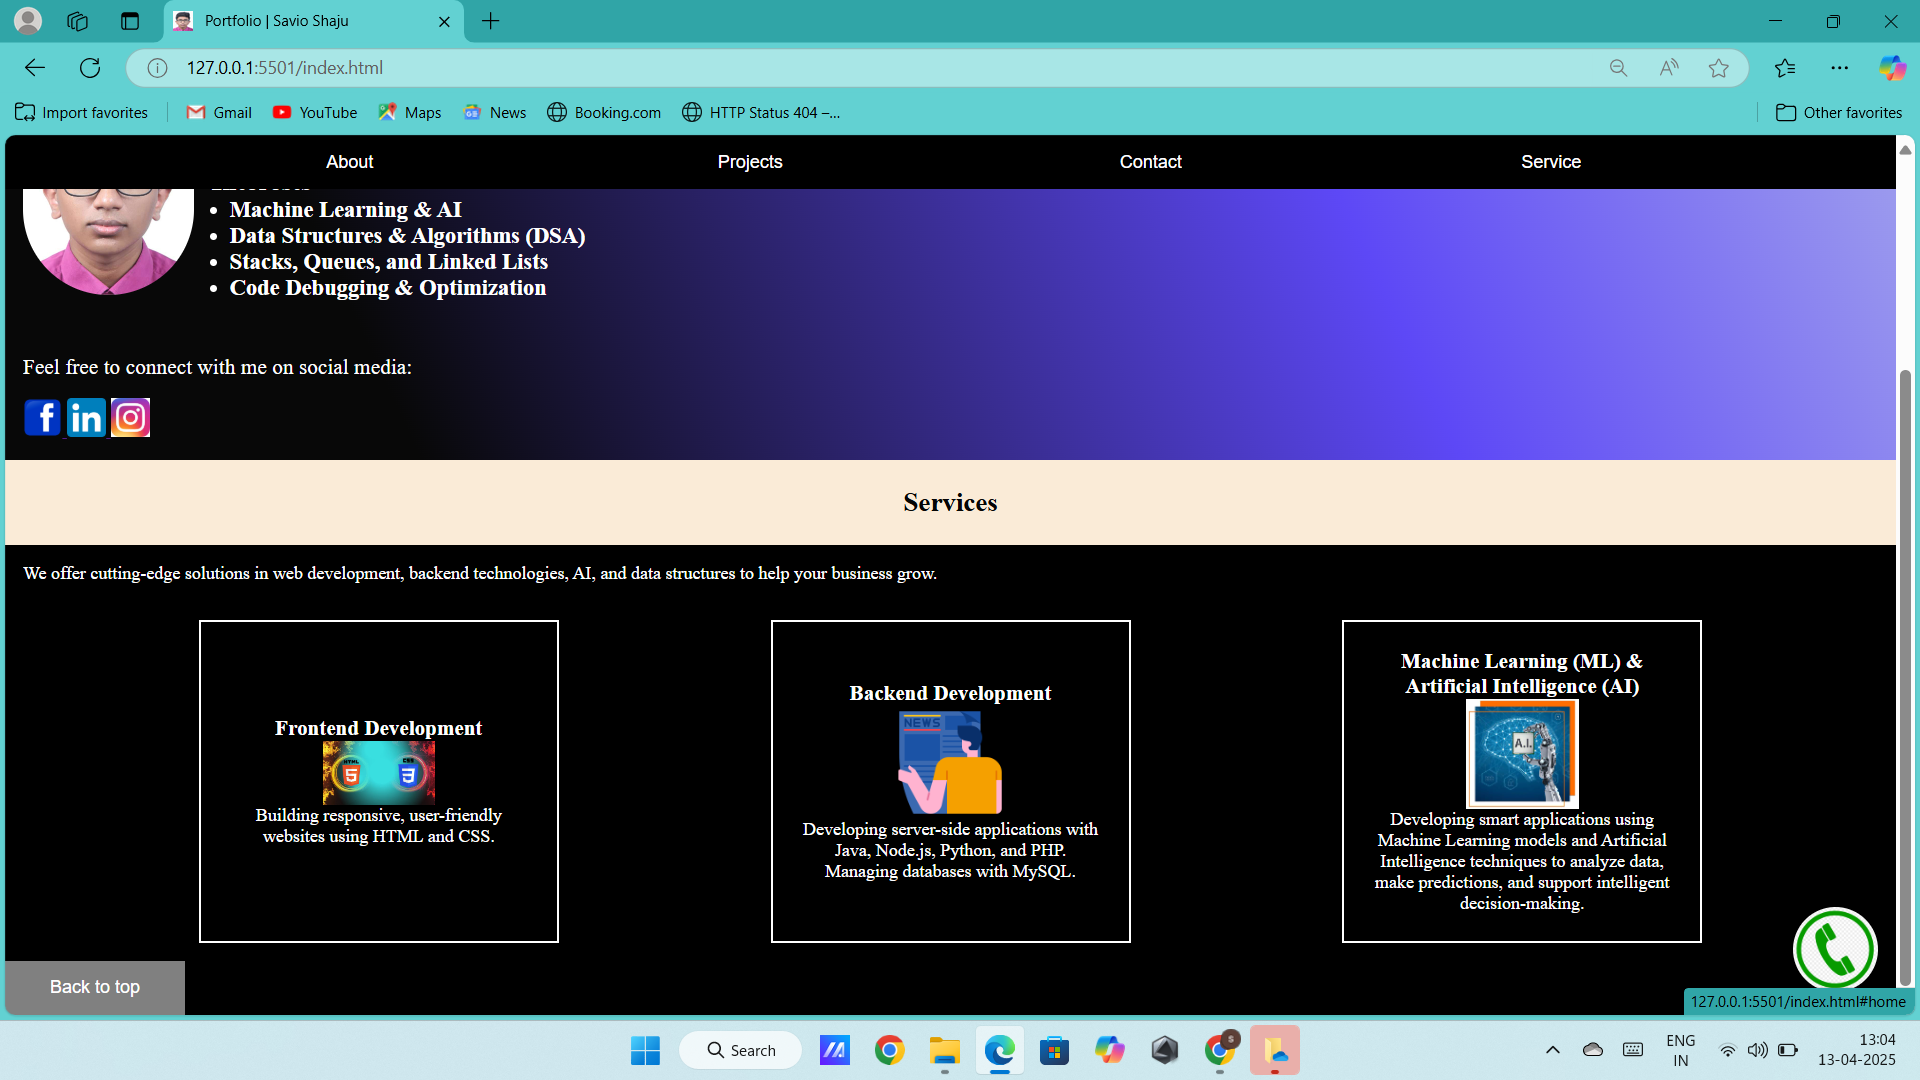 Portfolio | Savio Shaju
127.0.0.1:5501/index.html
Import favorites
Gmail
YouTube
Maps
News
Booking.com
HTTP Status 404 –...
Other favorites
About
Projects
Contact
Service
Machine Learning & AI
Data Structures & Algorithms (DSA)
Stacks, Queues, and Linked Lists
Code Debugging & Optimization
Feel free to connect with me on social media:
Services
We offer cutting-edge solutions in web development, backend technologies, AI, and data structures to help your business grow.
Frontend Development
HTML
5
CSS
3
Building responsive, user-friendly
websites using HTML and CSS.
Backend Development
NEWS
Developing server-side applications with
Java, Node.js, Python, and PHP.
Managing databases with MySQL.
Machine Learning (ML) &
Artificial Intelligence (AI)
A.I.
Developing smart applications using
Machine Learning models and Artificial
Intelligence techniques to analyze data,
make predictions, and support intelligent
decision-making.
Back to top
127.0.0.1:5501/index.html#home
Search
ENG
IN
13:04
13-04-2025